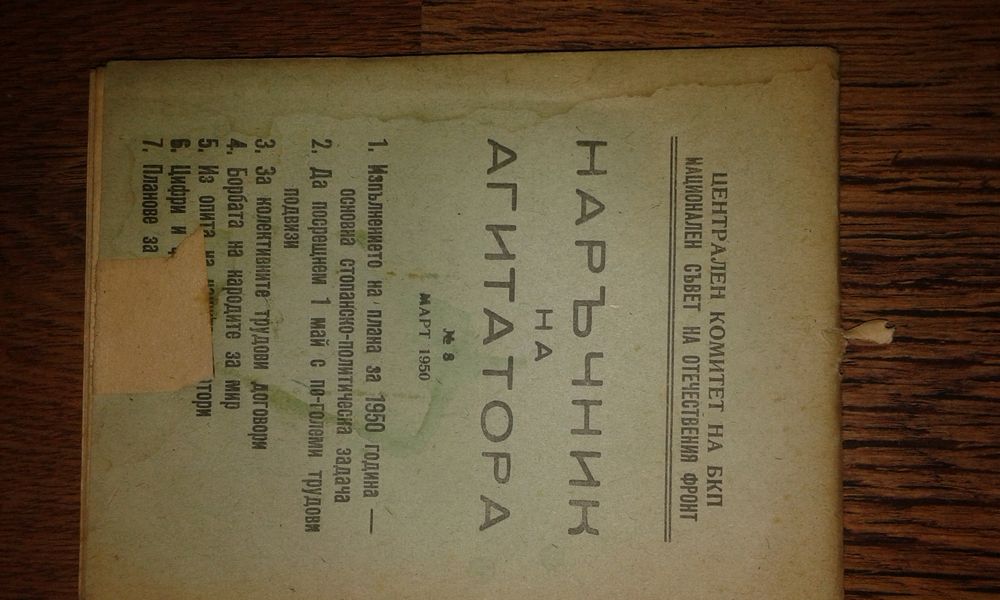 ЦЕНТРАЛЕН КОМИТЕТ НА БКП
НАЦИОНАЛЕН СЪВЕТ НА ОТЕЧЕСТВЕНИЯ ФРОНТ
НАРЪЧНИК
НА
АГИТАТОРА
№ 8
МАРТ 1950
1. Изпълнението на плана за 1950 година —
основна стопанско-политическа задача
2. Да посрещнем 1 май с по-големи трудови
подвизи
3. За колективните трудови договори
4. Борбата на народите за мир
5. Из опита на
6. Цифри и
7. Планове за